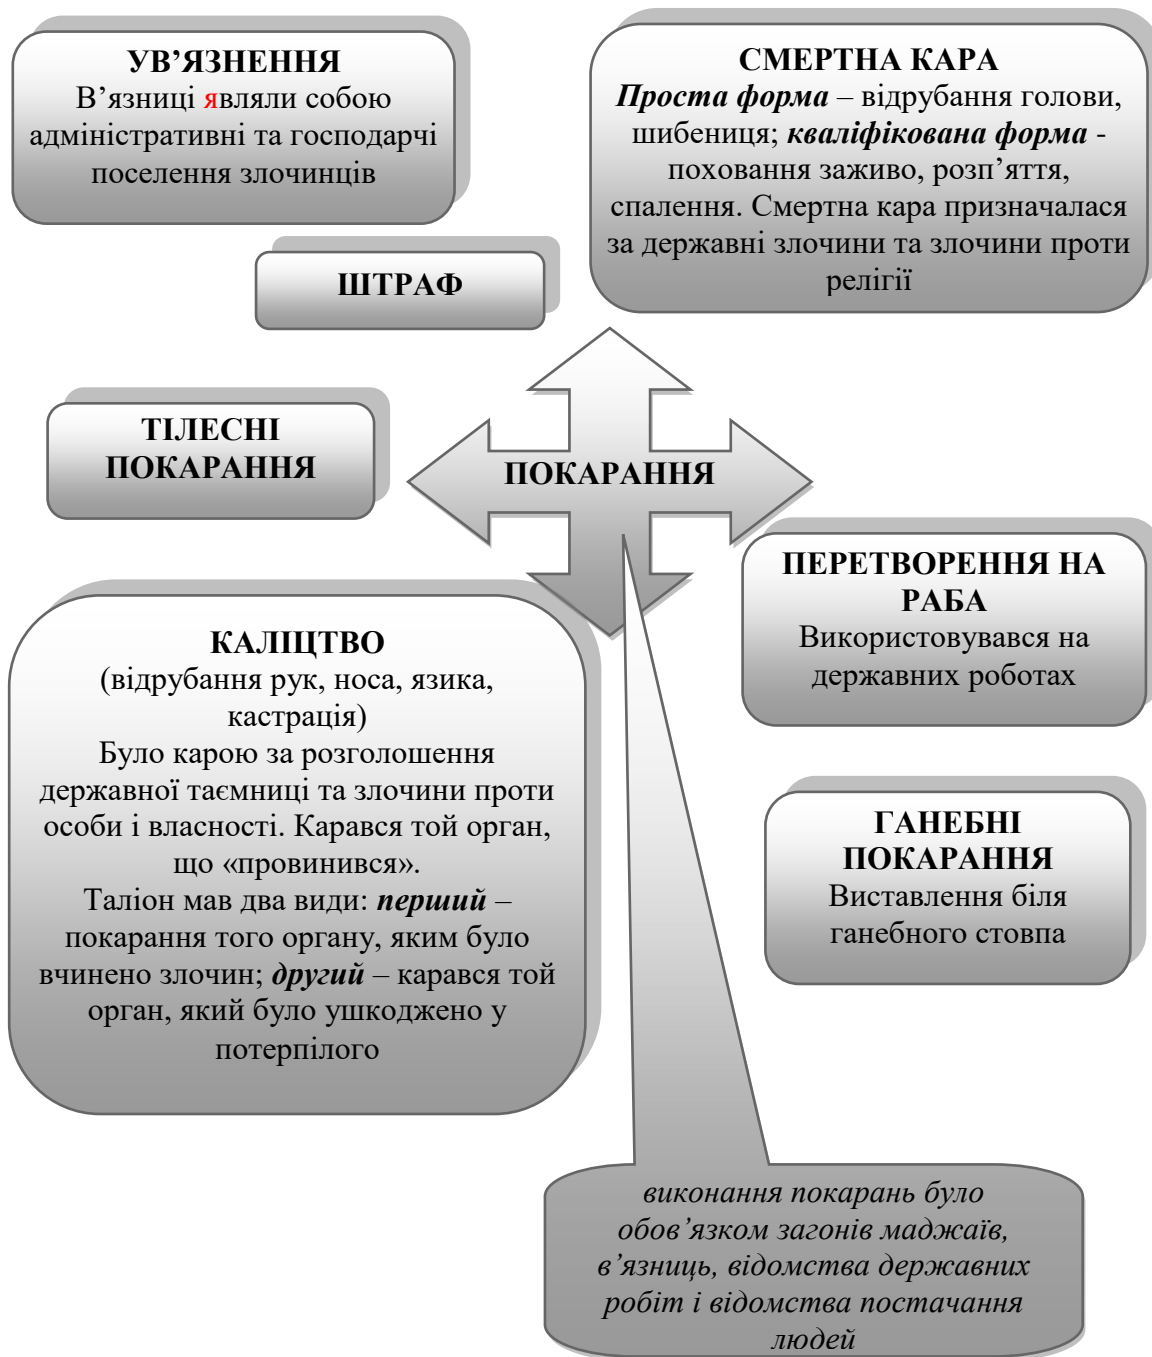 УВ’ЯЗНЕННЯ
В’язниці являли собою
адміністративні та господарчі
поселення злочинців
СМЕРТНА КАРА
Проста форма – відрубання голови,
шибениця; кваліфікована форма -
поховання заживо, розп’яття,
спалення. Смертна кара призначалася
за державні злочини та злочини проти
релігії
ШТРАФ
ТІЛЕСНІ
ПОКАРАННЯ
ПОКАРАННЯ
ПЕРЕТВОРЕННЯ НА
РАБА
Використовувався на
державних роботах
КАЛІЦТВО
(відрубання рук, носа, язика,
кастрація)
Було карою за розголошення
державної таємниці та злочини проти
особи і власності. Карався той орган,
що «провинився».
Таліон мав два види: перший –
покарання того органу, яким було
вчинено злочин; другий – карався той
орган, який було ушкоджено у
потерпілого
ГАНЕБНІ
ПОКАРАННЯ
Виставлення біля
ганебного стовпа
виконання покарань було
обов’язком загонів маджаїв,
в’язниць, відомства державних
робіт і відомства постачання
людей